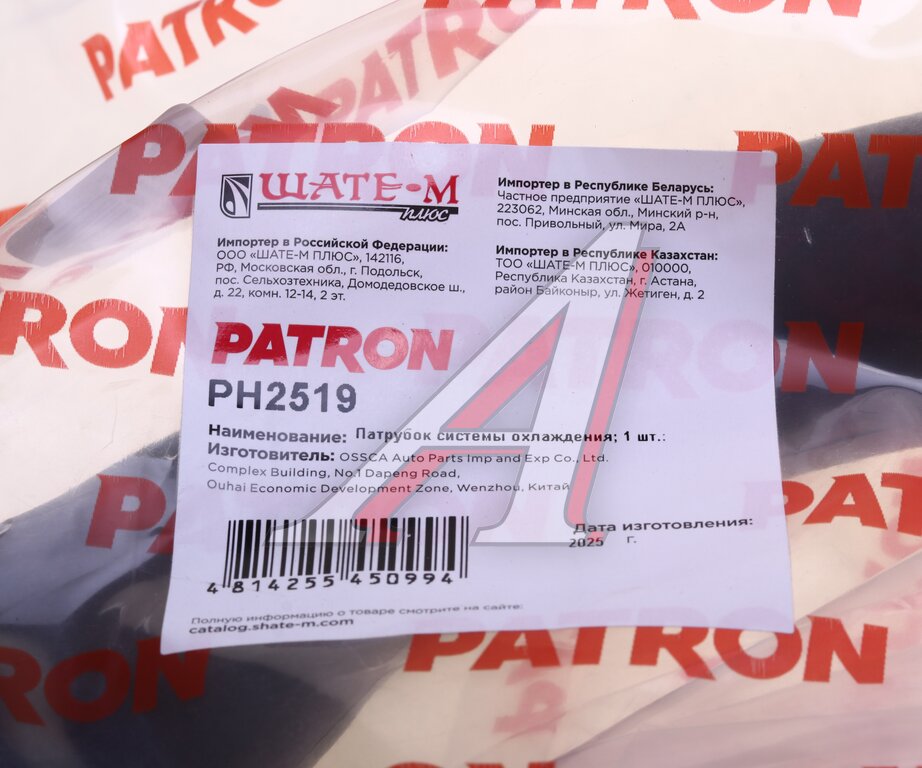 PATRON
PATRON
PATRON
PATRON
ШАТЕ-М
плюс
Импортер в Российской Федерации:
ООО «ШАТЕ-М ПЛЮС», 142116,
РФ, Московская обл., г. Подольск,
пос. Сельхозтехника, Домодедовское ш.,
д. 22, комн. 12-14, 2 эт.
Импортер в Республике Беларусь:
Частное предприятие «ШАТЕ-М ПЛЮС»,
223062, Минская обл., Минский р-н,
пос. Привольный, ул. Мира, 2А
Импортер в Республике Казахстан:
ТОО «ШАТЕ-М ПЛЮС», 010000,
Республика Казахстан, г. Астана,
район Байконыр, ул. Жетиген, д. 2
PATRON
PH2519
Наименование: Патрубок системы охлаждения; 1 шт.:
Изготовитель: OSSCA Auto Parts Imp and Exp Co., Ltd.
Complex Building, No.1 Dapeng Road,
Ouhai Economic Development Zone, Wenzhou, Китай
Дата изготовления:
2025 г.
4 814255 450994
Полную информацию о товаре смотрите на сайте:
catalog.shate-m.com
PATRON